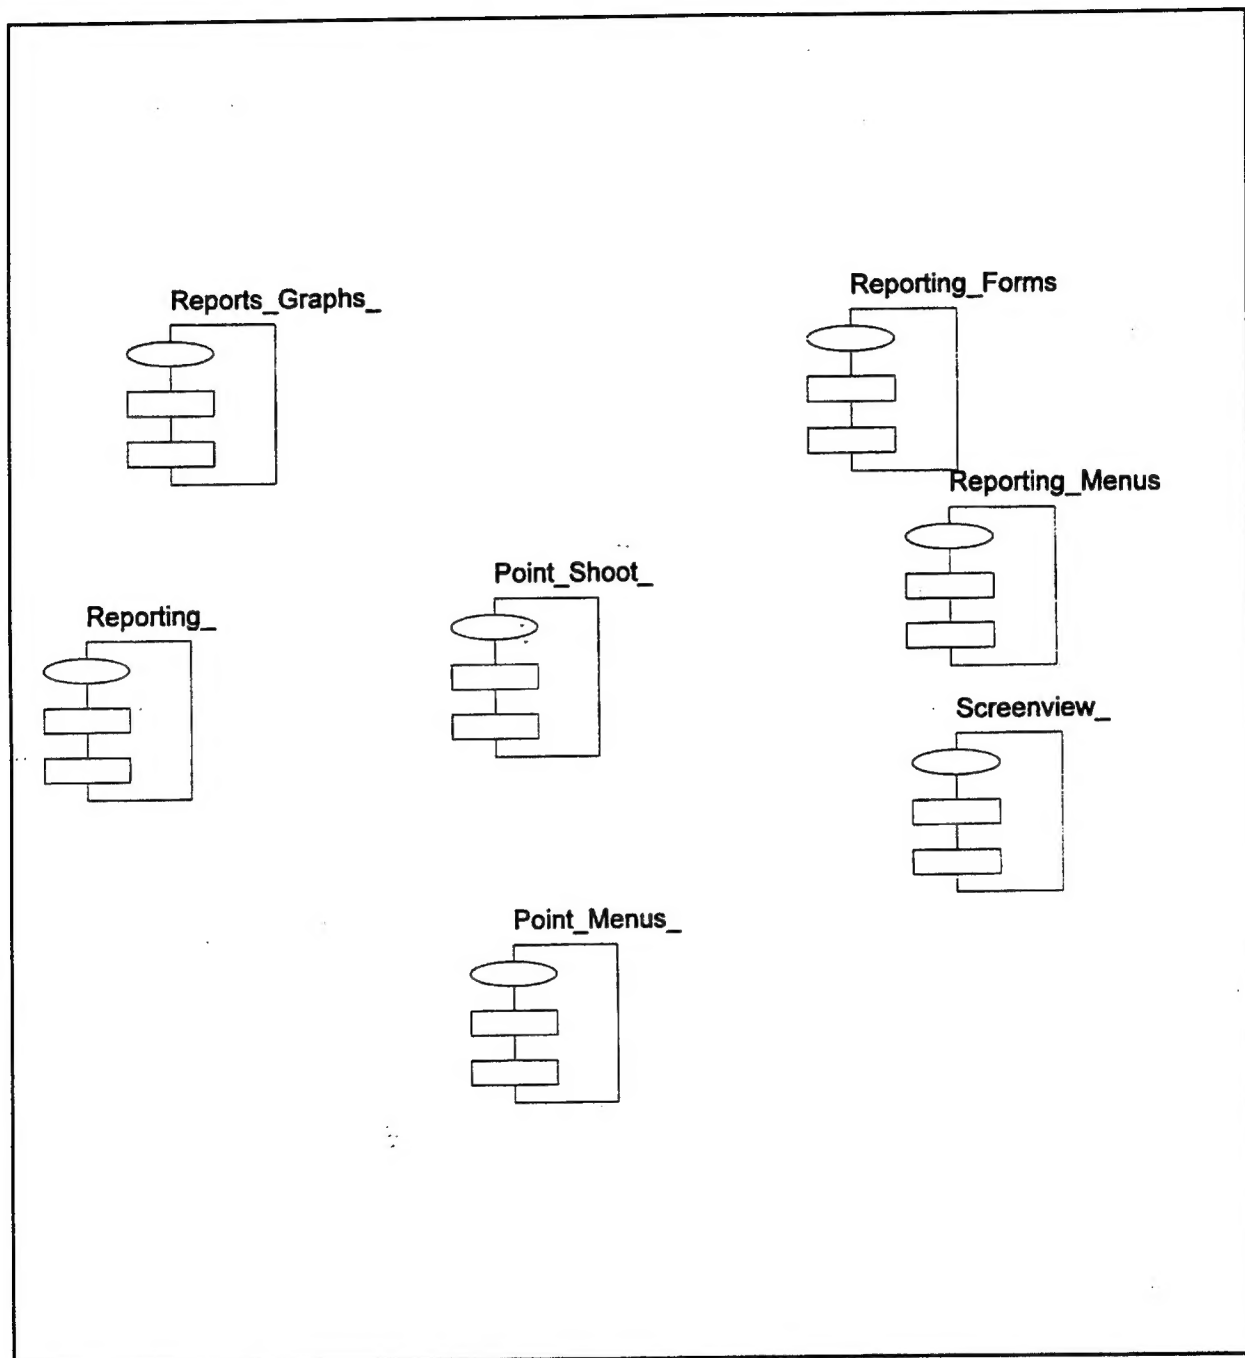 Reports_Graphs_
Reporting_Forms
Reporting_Menus
Point_Shoot_
Reporting_
Screenview_
Point_Menus_